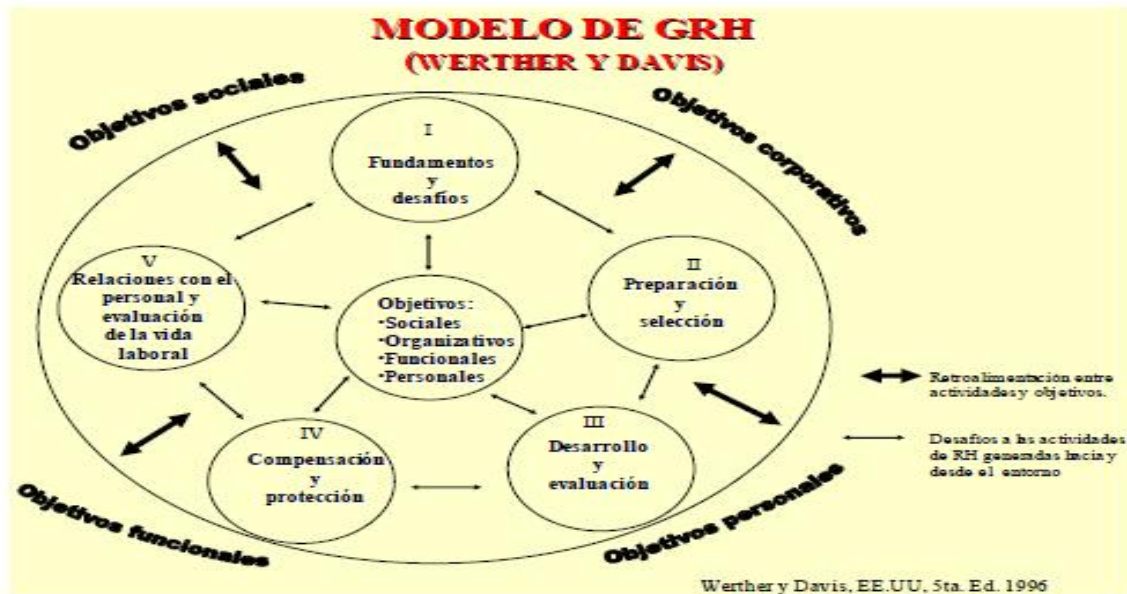 MODELO DE GRH
(WERTHER Y DAVIS)
Objetivos sociales
Objetivos corporativos
I
Fundamentos
y
desafíos
V
Relaciones con el
personal y
evaluación
de la vida
laboral
Objetivos:
•Sociales
•Organizativos
•Funcionales
•Personales
II
Preparación
y
selección
IV
Compensación
y
protección
III
Desarrollo
y
evaluación
Retroalimentación entre
actividades y objetivos.
Desafíos a las actividades
de RH generadas hacia y
desde el entorno
Objetivos funcionales
Objetivos personales
Werther y Davis, EE.UU, 5ta. Ed. 1996